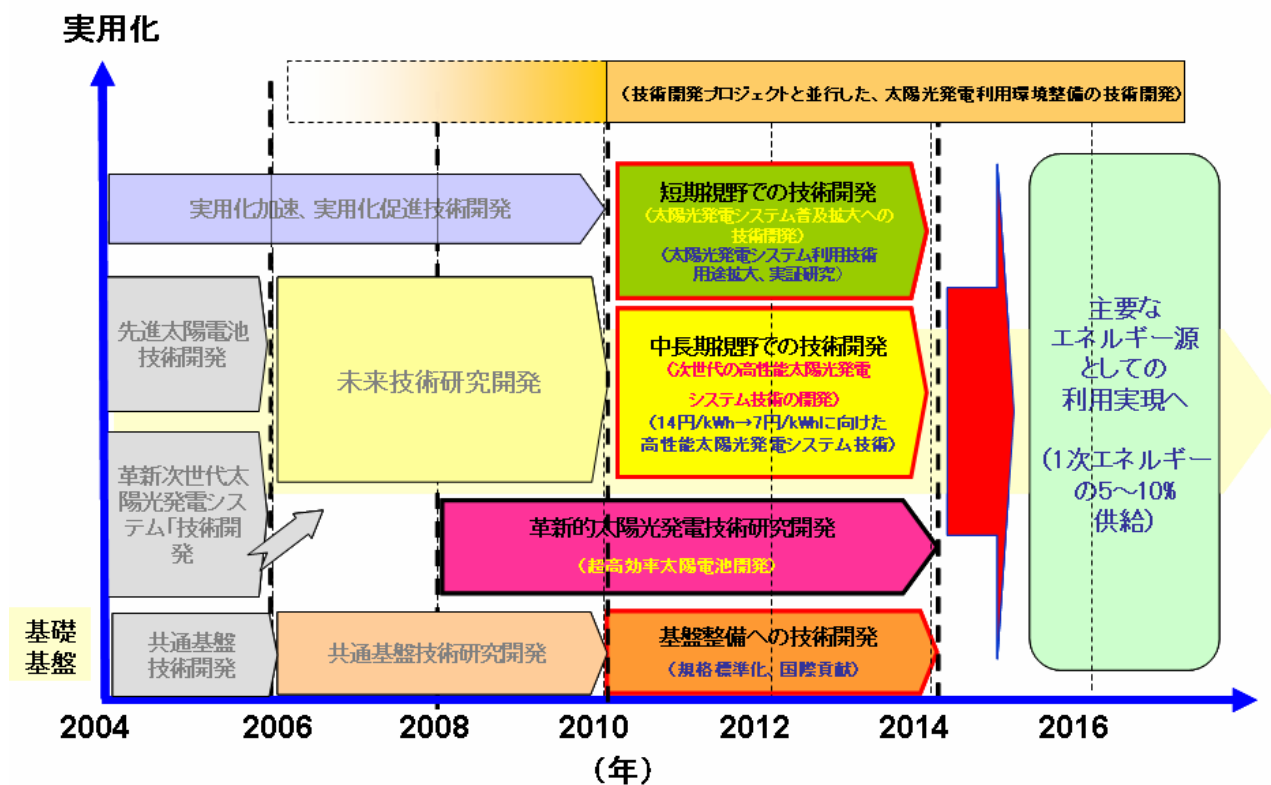 実用化
（技術開発プロジェクトと並行した、太陽光発電利用環境整備の技術開発）
実用化加速、実用化促進技術開発
短期視野での技術開発
（太陽光発電システム普及拡大への
技術開発）
（太陽光発電システム利用技術
用途拡大、実証研究）
先進太陽電池
技術開発
未来技術研究開発
中長期視野での技術開発
（次世代の高性能太陽光発電
システム技術の開発）
（14円/kWh→7円/kWhに向けた
高性能太陽光発電システム技術）
主要な
エネルギー源
としての
利用実現へ
（1次エネルギー
の5～10%
供給）
革新次世代太
陽光発電シス
テム「技術開
発
革新的太陽光発電技術研究開発
（超高効率太陽電池開発）
基礎
基盤
共通基盤
技術開発
共通基盤技術研究開発
基盤整備への技術開発
（規格標準化、国際貢献）
2004 2006 2008 2010 2012 2014 2016
（年）